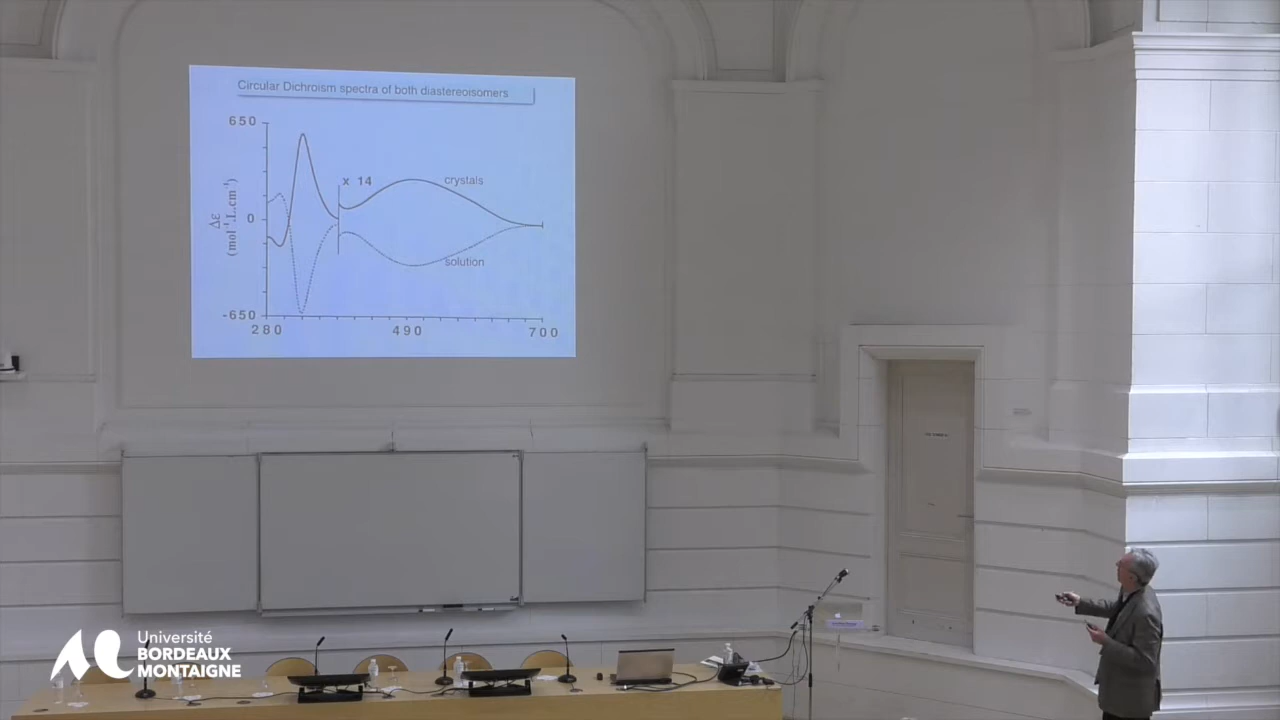 Circular Dichroism spectra of both diastereoisomers
650
x 14
crystals
0
Δε
(mol⁻¹.L.cm⁻¹)
solution
-650
280
490
700
Université
BORDEAUX
MONTAIGNE